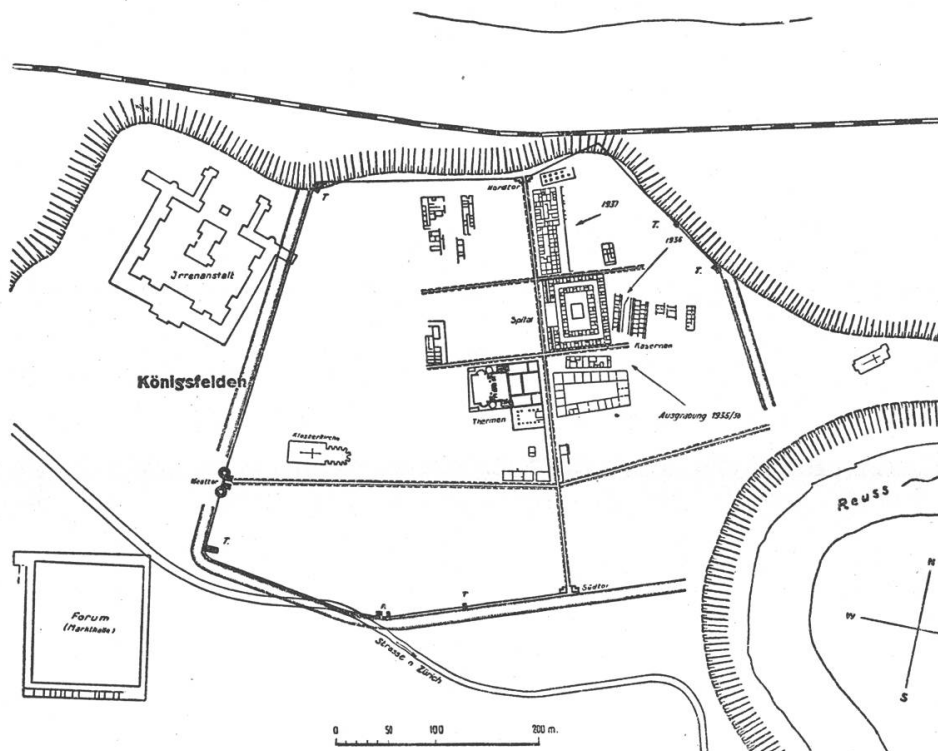 T.
Nordtor
1937
T.
1936
T.
Irrenanstalt
Spital
Kasernen
Königsfelden
Thermen
Ausgrabung 1935/36
Klosterkirche
Westtor
Reuss
T.
N
W
S
Forum
(Markthalle)
T
Südtor
Strasse n Zürich
0 50 100 200 m.